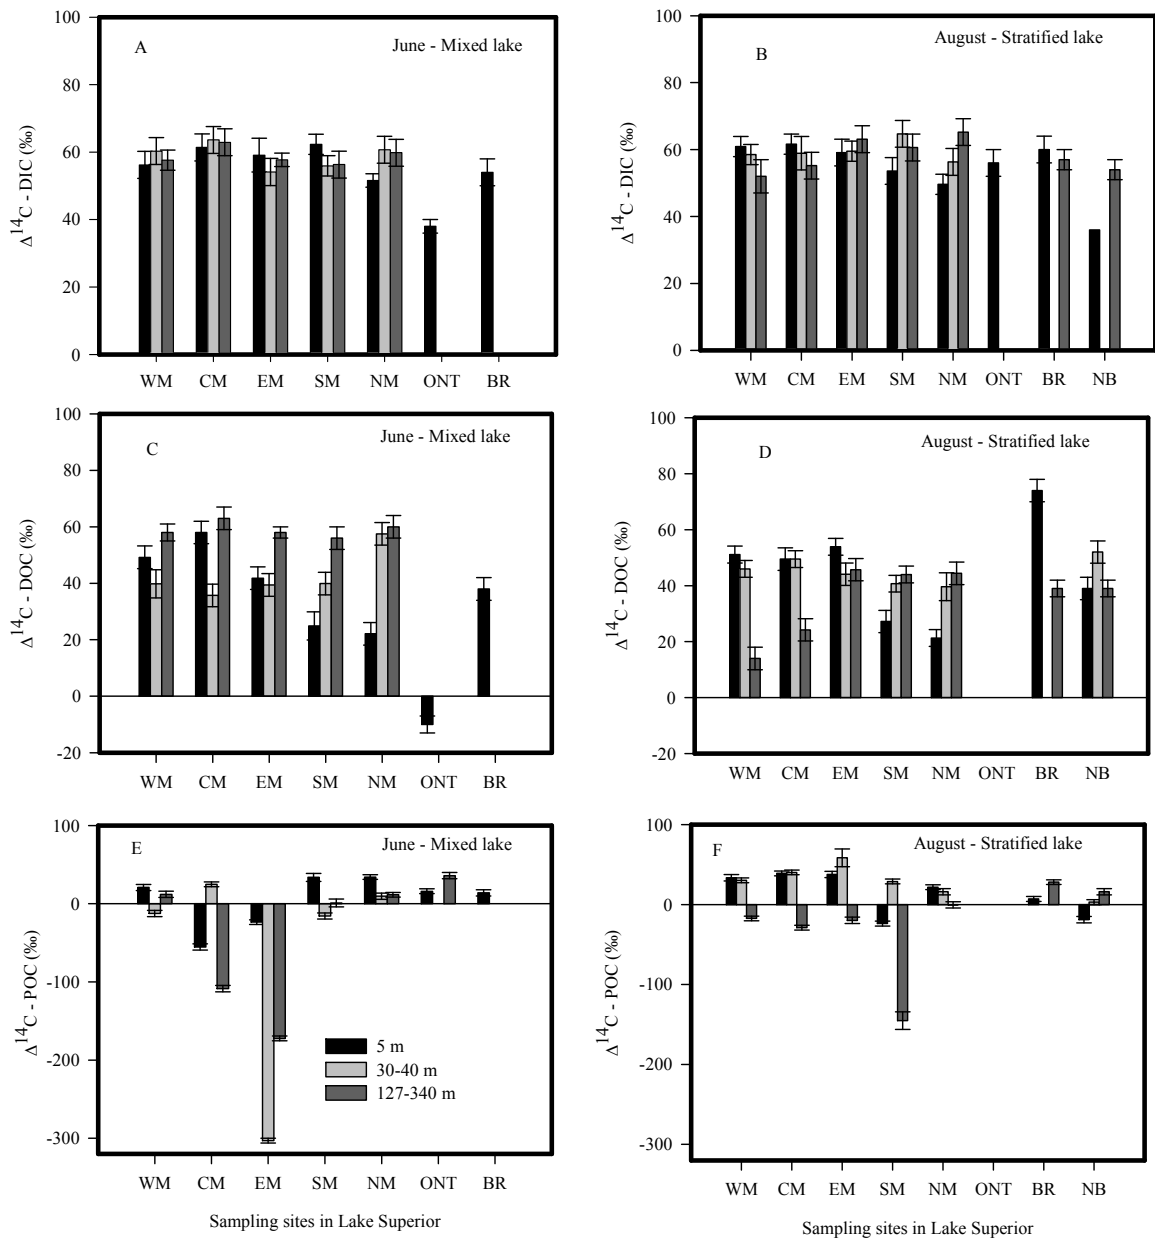 A
June - Mixed lake
Δ14C - DIC (‰)
100
80
60
40
20
0
WM CM EM SM NM ONT BR
B
August - Stratified lake
Δ14C - DIC (‰)
100
80
60
40
20
0
WM CM EM SM NM ONT BR NB
C
June - Mixed lake
Δ14C - DOC (‰)
100
80
60
40
20
0
-20
WM CM EM SM NM ONT BR
D
August - Stratified lake
Δ14C - DOC (‰)
100
80
60
40
20
0
-20
WM CM EM SM NM ONT BR NB
E
June - Mixed lake
Δ14C - POC (‰)
100
0
-100
-200
-300
5 m
30-40 m
127-340 m
WM CM EM SM NM ONT BR
Sampling sites in Lake Superior
F
August - Stratified lake
Δ14C - POC (‰)
100
0
-100
-200
-300
WM CM EM SM NM ONT BR NB
Sampling sites in Lake Superior